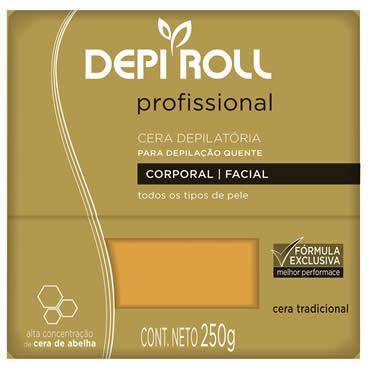 DEPI ROLL
profissional
CERA DEPILATÓRIA
PARA DEPILAÇÃO QUENTE
CORPORAL | FACIAL
todos os tipos de pele
FÓRMULA
EXCLUSIVA
melhor performace
cera tradicional
alta concentração
de cera de abelha
CONT. NETO 250g